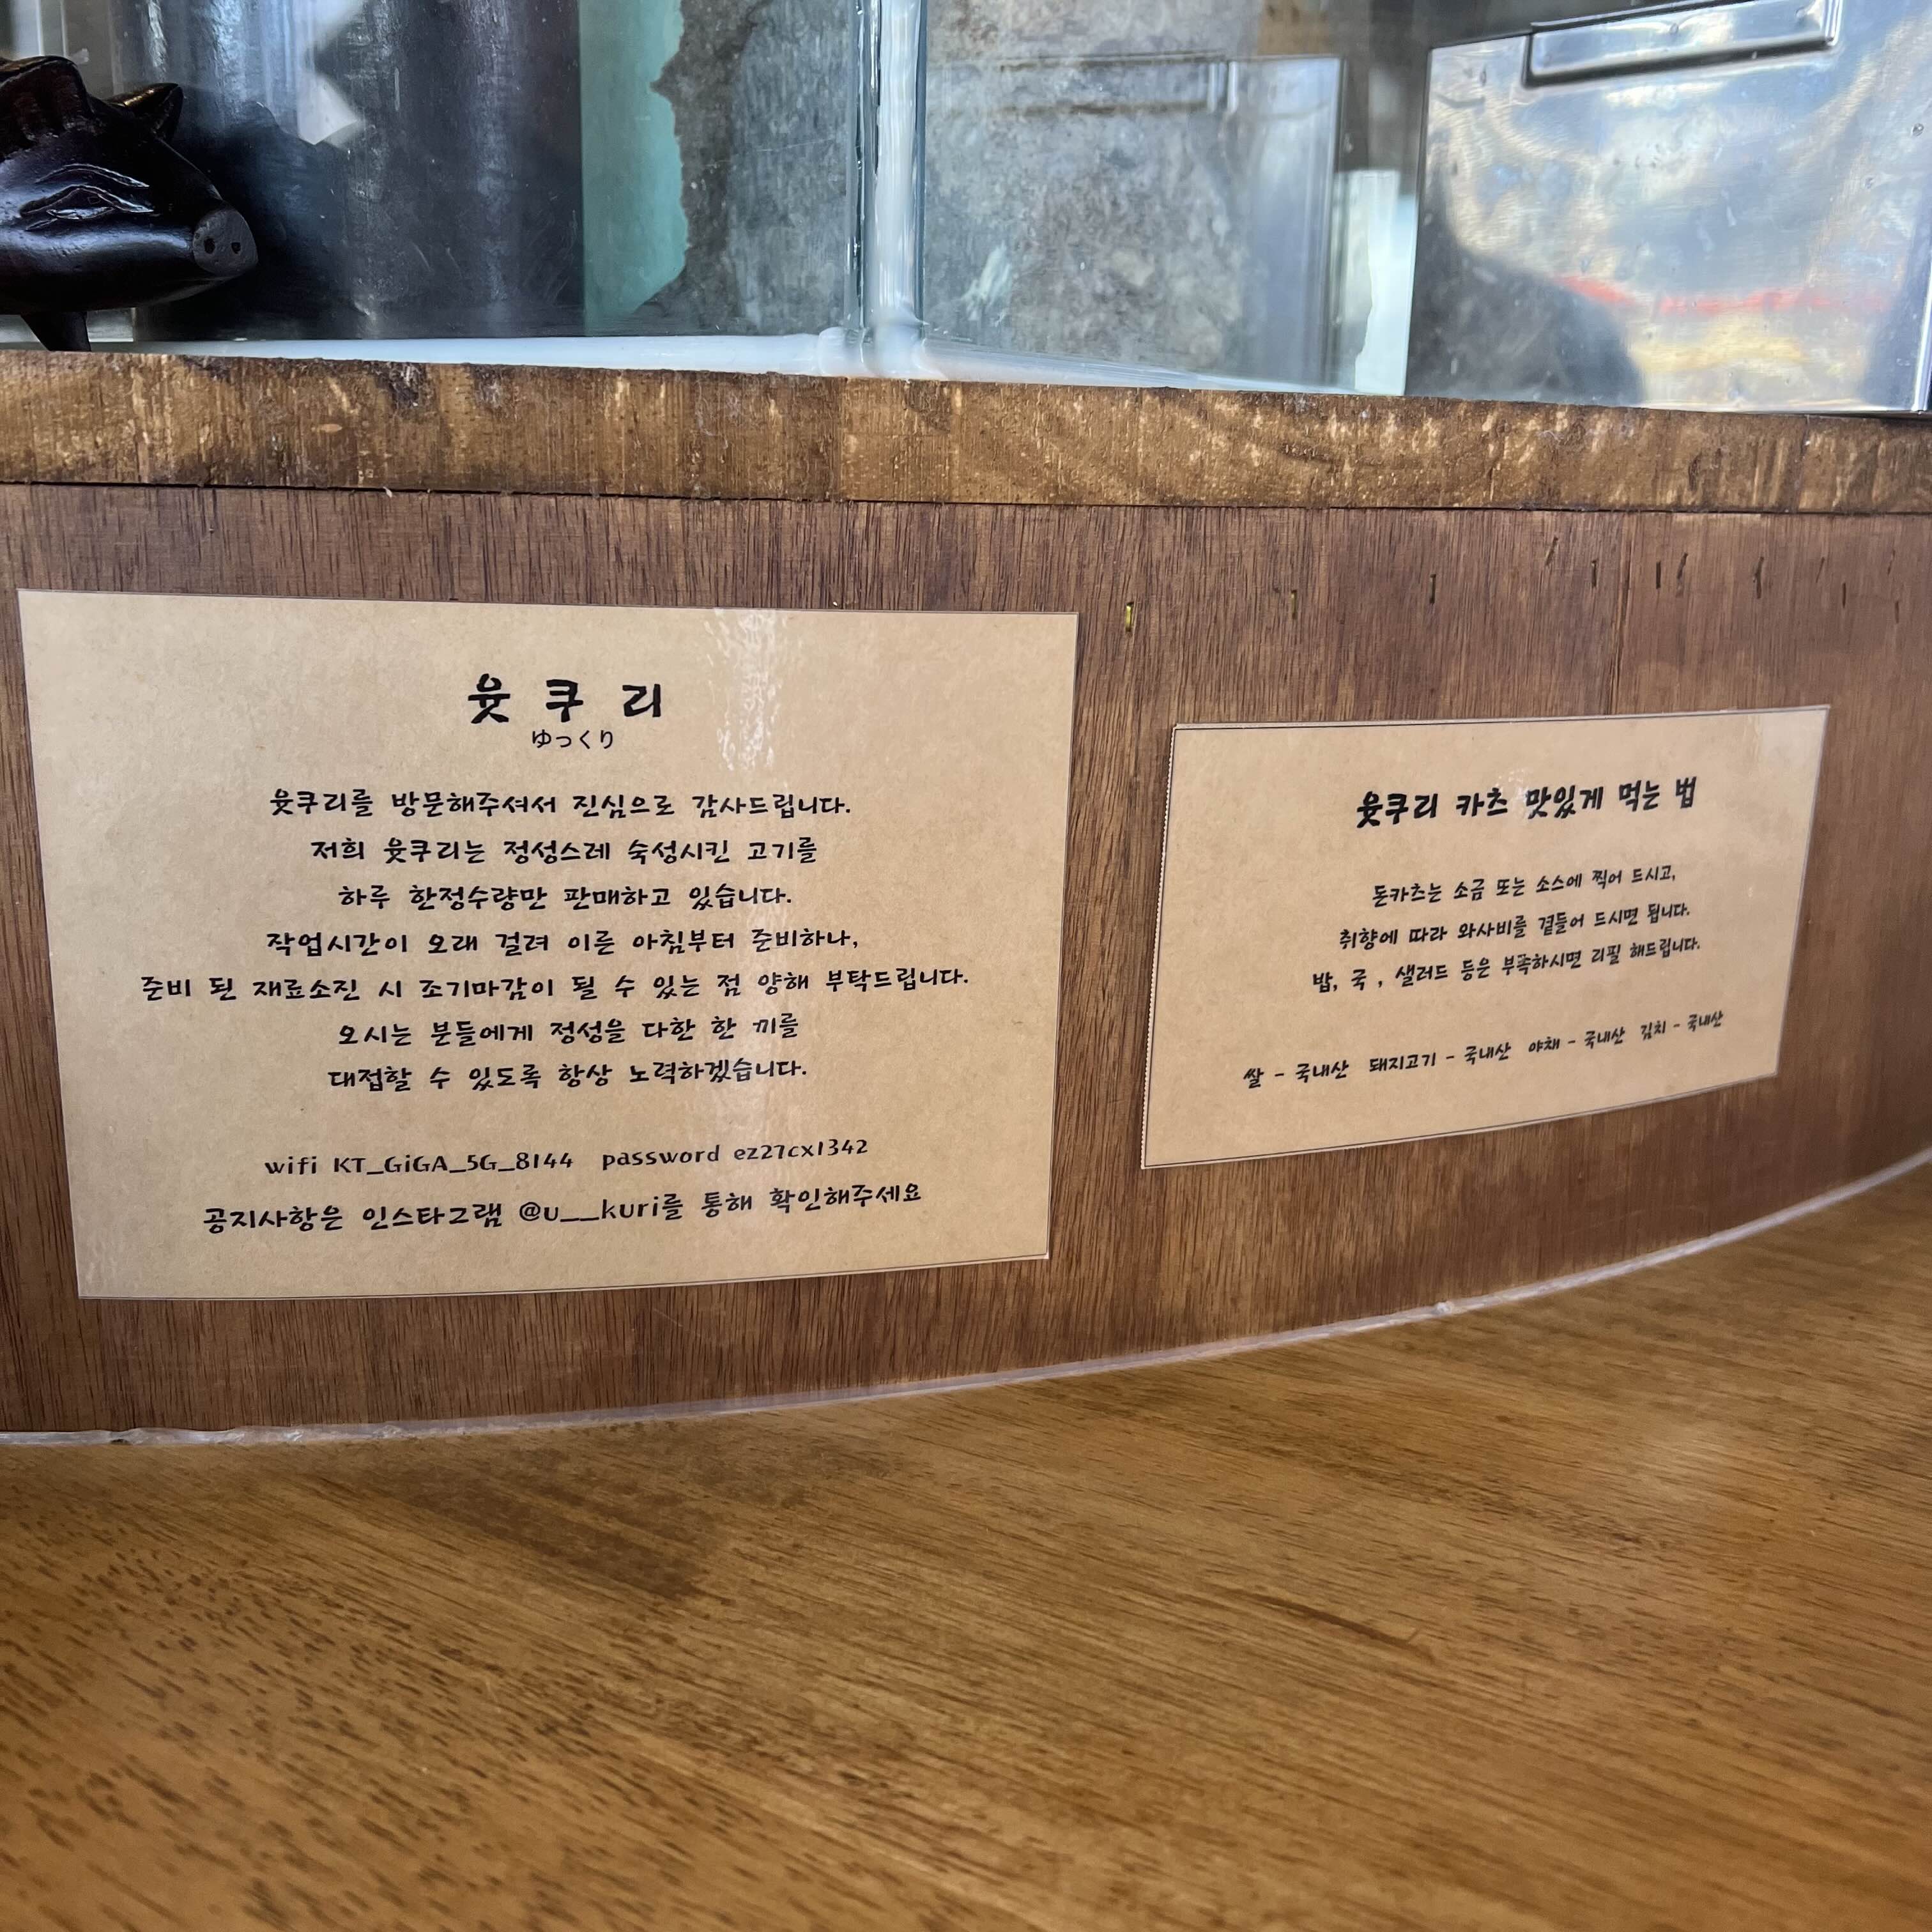 윳쿠리
ゆっくり
윳쿠리를 방문해주셔서 진심으로 감사드립니다.
저희 윳쿠리는 정성스레 숙성시킨 고기를
하루 한정수량만 판매하고 있습니다.
작업시간이 오래 걸려 이른 아침부터 준비하나,
준비 된 재료소진 시 조기마감이 될 수 있는 점 양해 부탁드립니다.
오시는 분들에게 정성을 다한 한 끼를
대접할 수 있도록 항상 노력하겠습니다.
wifi KT_GiGA_5G_8144 password ez27cx1342
공지사항은 인스타그램 @u__kuri를 통해 확인해주세요
윳쿠리 카츠 맛있게 먹는 법
돈카츠는 소금 또는 소스에 찍어 드시고,
취향에 따라 와사비를 곁들어 드시면 됩니다.
밥, 국 , 샐러드 등은 부족하시면 리필 해드립니다.
쌀 - 국내산 돼지고기 - 국내산 야채 - 국내산 김치 - 국내산